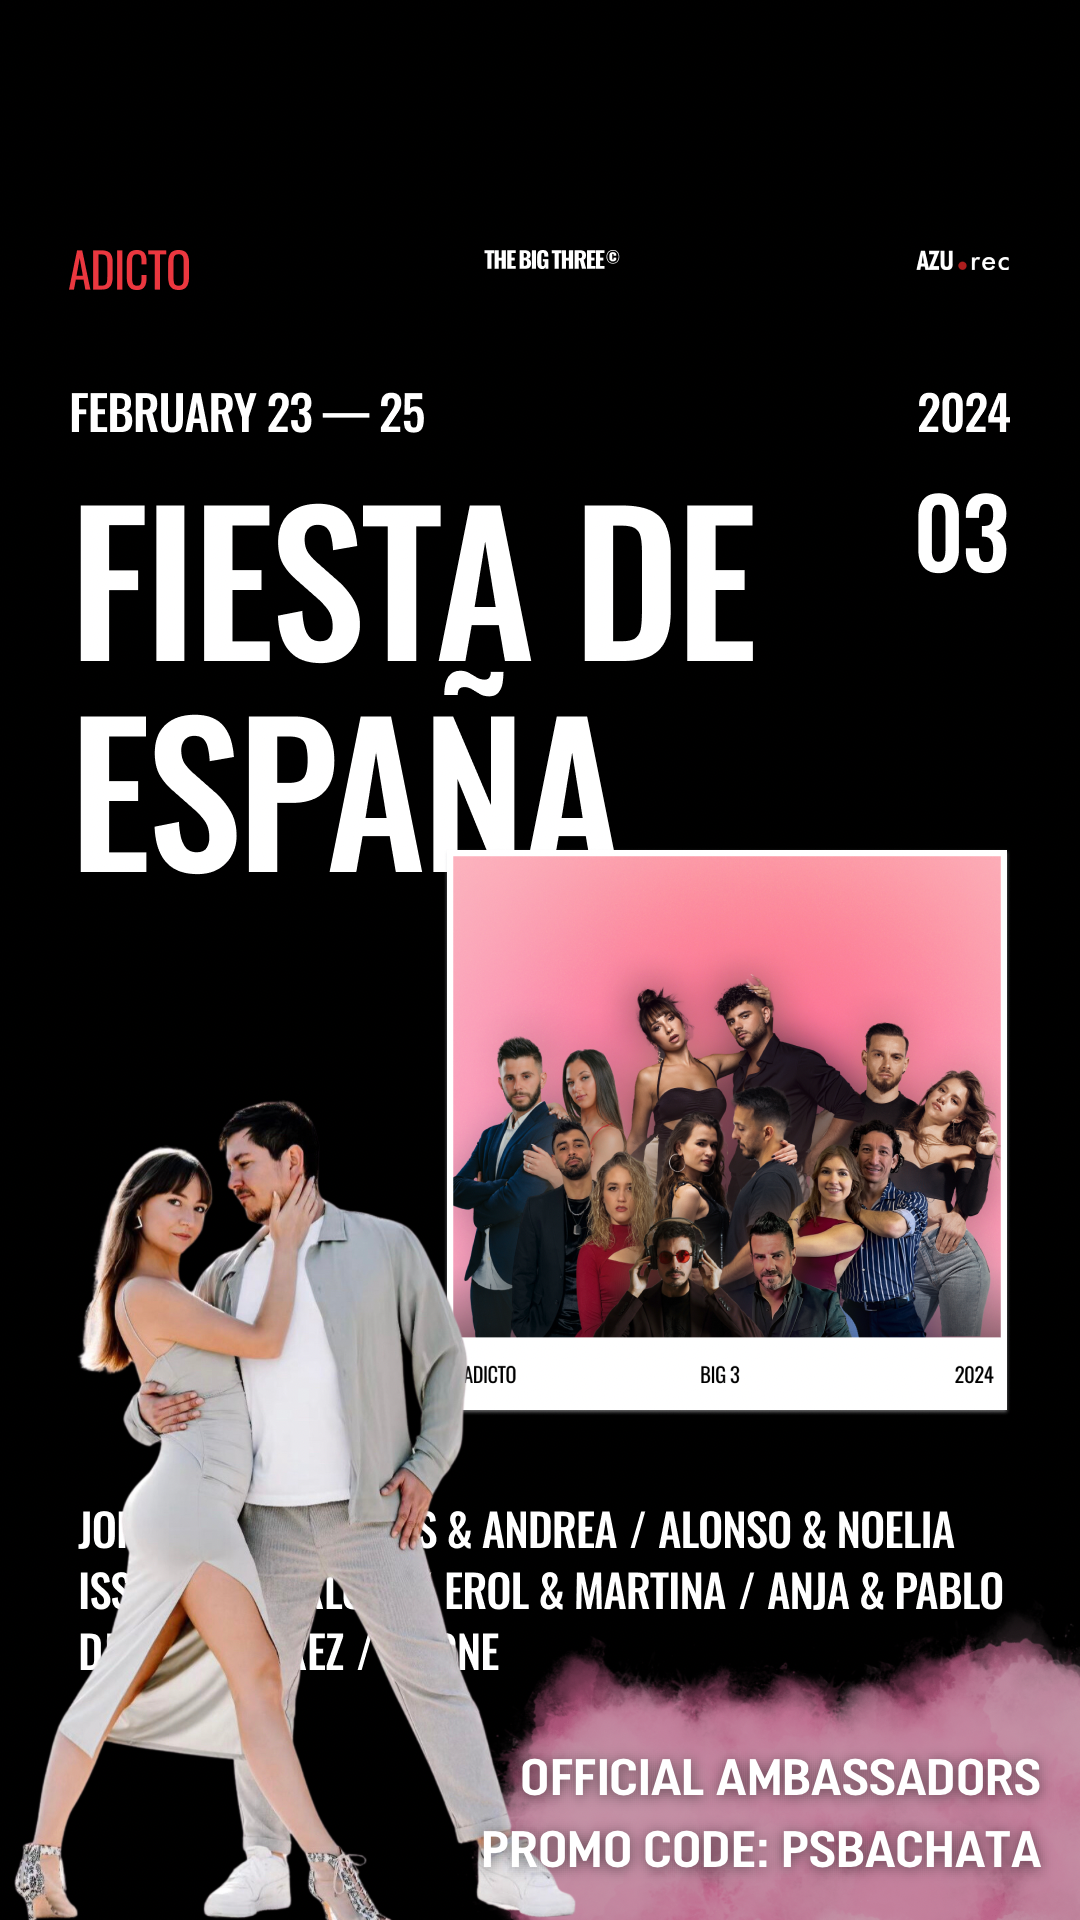 ADICTO
THE BIG THREE©
AZU.rec
FEBRUARY 23 — 25
2024
FIESTA DE
03
ESPAÑA
ADICTO
BIG 3
2024
& ANDREA / ALONSO & NOELIA
EROL & MARTINA / ANJA & PABLO
/
OFFICIAL AMBASSADORS
PROMO CODE: PSBACHATA